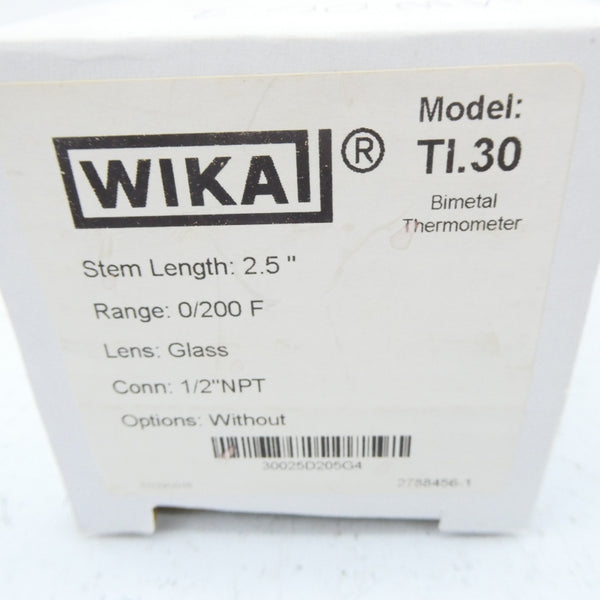 WIKA ®
Model:
TI.30
Bimetal
Thermometer
Stem Length: 2.5 "
Range: 0/200 F
Lens: Glass
Conn: 1/2"NPT
Options: Without
30025D205G4
2788456-1